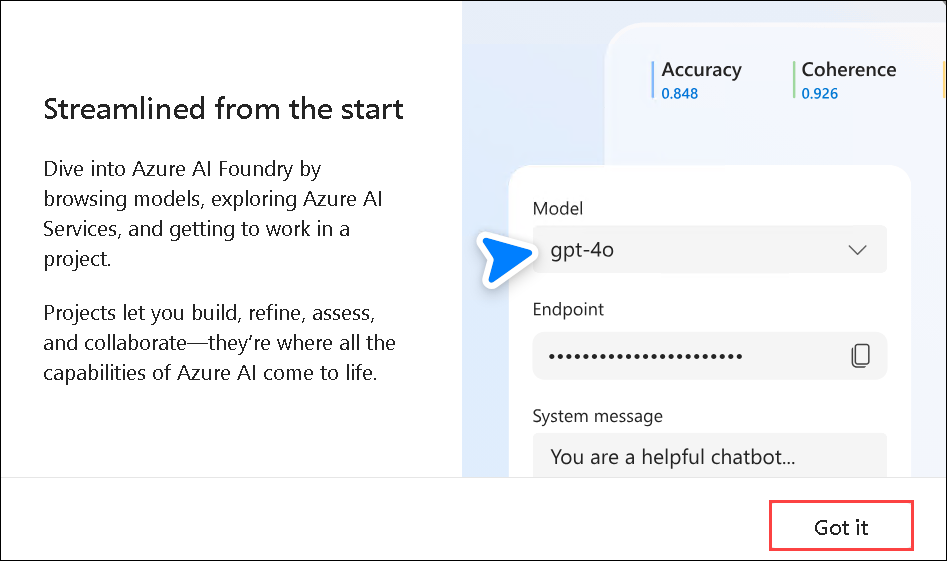 Streamlined from the start
Dive into Azure AI Foundry by
browsing models, exploring Azure AI
Services, and getting to work in a
project.
Projects let you build, refine, assess,
and collaborate—they’re where all the
capabilities of Azure AI come to life.
Accuracy
0.848
Coherence
0.926
Model
gpt-4o
Endpoint
•••••••••••••••••••••••
System message
You are a helpful chatbot...
Got it